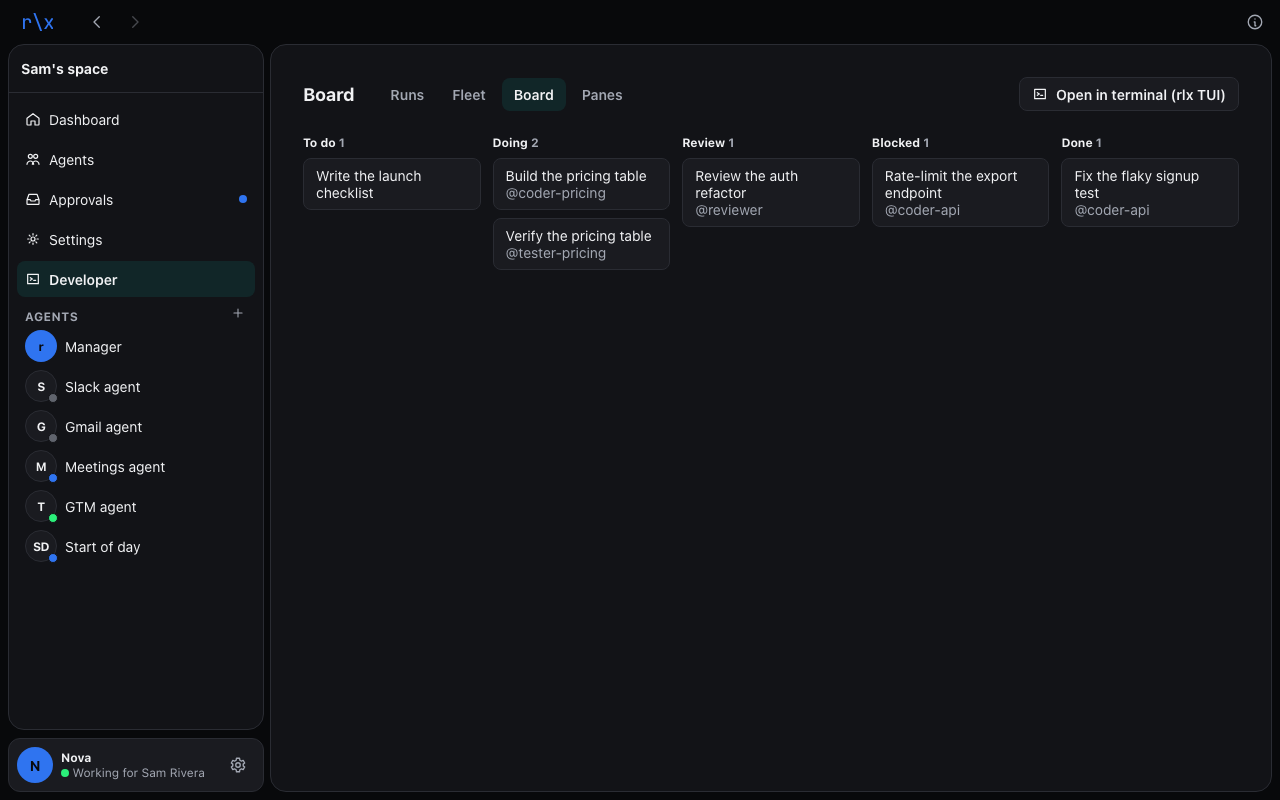 r\x
Sam's space
Dashboard
Agents
Approvals
Settings
Developer
AGENTS
r Manager
S Slack agent
G Gmail agent
M Meetings agent
T GTM agent
SD Start of day
N Nova
Working for Sam Rivera
Board Runs Fleet Board Panes Open in terminal (rlx TUI)
To do 1
Write the launch
checklist
Doing 2
Build the pricing table
@coder-pricing
Verify the pricing table
@tester-pricing
Review 1
Review the auth
refactor
@reviewer
Blocked 1
Rate-limit the export
endpoint
@coder-api
Done 1
Fix the flaky signup
test
@coder-api